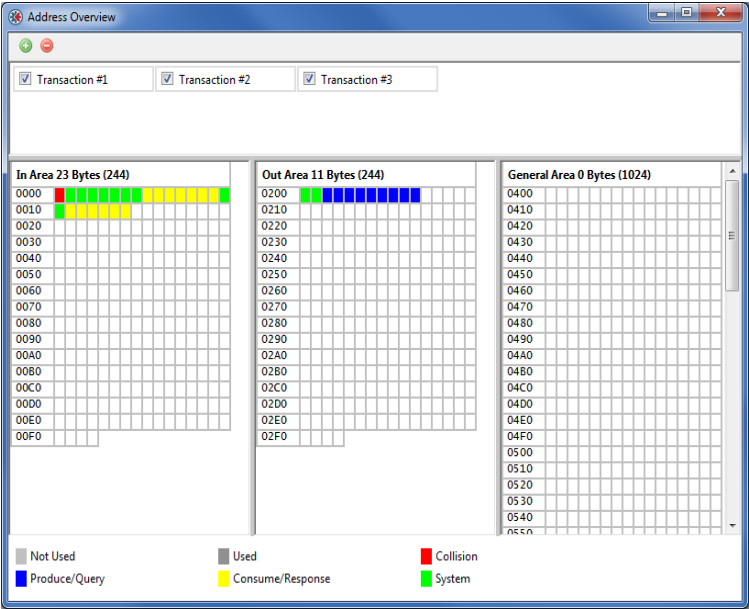 Address Overview
Transaction #1 Transaction #2 Transaction #3
In Area 23 Bytes (244)
0000
0010
0020
0030
0040
0050
0060
0070
0080
0090
00A0
00B0
00C0
00D0
00E0
00F0
Out Area 11 Bytes (244)
0200
0210
0220
0230
0240
0250
0260
0270
0280
0290
02A0
02B0
02C0
02D0
02E0
02F0
General Area 0 Bytes (1024)
0400
0410
0420
0430
0440
0450
0460
0470
0480
0490
04A0
04B0
04C0
04D0
04E0
04F0
0500
0510
0520
0530
0540
0550
Not Used Used Collision
Produce/Query Consume/Response System